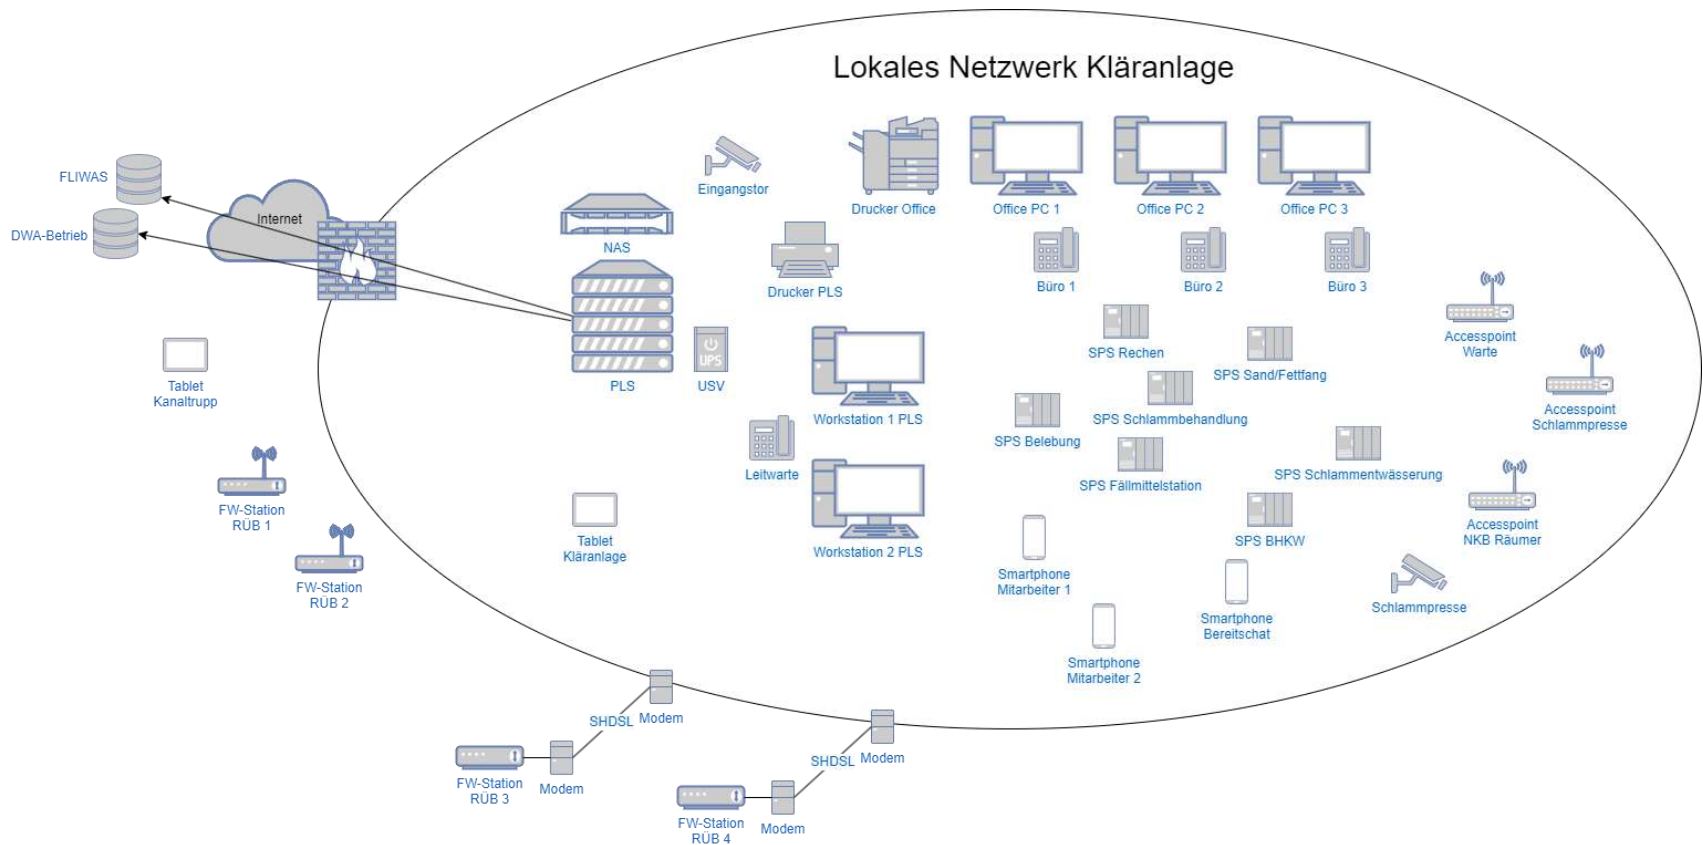 Lokales Netzwerk Kläranlage
FLIWAS
DWA-Betrieb
Internet
NAS
PLS
UPS
USV
Eingangstor
Drucker PLS
Drucker Office
Office PC 1
Office PC 2
Office PC 3
Büro 1
Büro 2
Büro 3
Workstation 1 PLS
Leitwarte
Workstation 2 PLS
SPS Rechen
SPS Sand/Fettfang
SPS Schlammbehandlung
SPS Belebung
SPS Fällmittelstation
SPS Schlammentwässerung
SPS BHKW
Accesspoint
Warte
Accesspoint
Schlammpresse
Accesspoint
NKB Räumer
Schlammpresse
Tablet
Kanaltrupp
FW-Station
RÜB 1
FW-Station
RÜB 2
Tablet
Kläranlage
Smartphone
Mitarbeiter 1
Smartphone
Mitarbeiter 2
Smartphone
Bereitschat
SHDSL
Modem
FW-Station
RÜB 3
Modem
SHDSL
Modem
FW-Station
RÜB 4
Modem